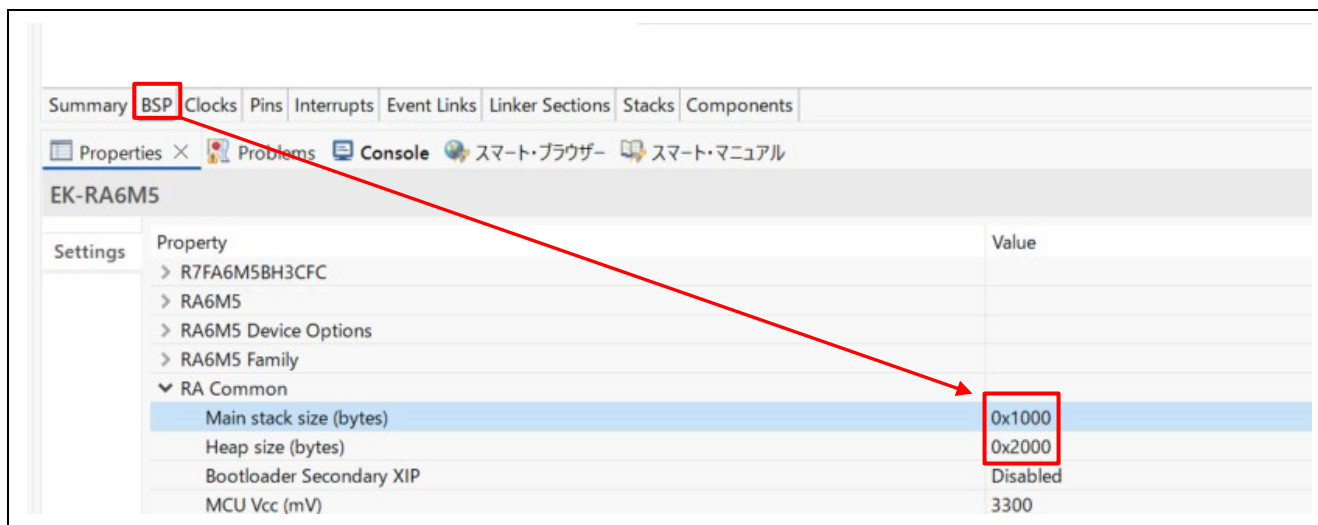 Summary BSP Clocks Pins Interrupts Event Links Linker Sections Stacks Components
Properties Problems Console スマート・ブラウザー スマート・マニュアル
EK-RA6M5
Settings Property Value
R7FA6M5BH3CFC
RA6M5
RA6M5 Device Options
RA6M5 Family
RA Common
Main stack size (bytes) 0x1000
Heap size (bytes) 0x2000
Bootloader Secondary XIP Disabled
MCU Vcc (mV) 3300